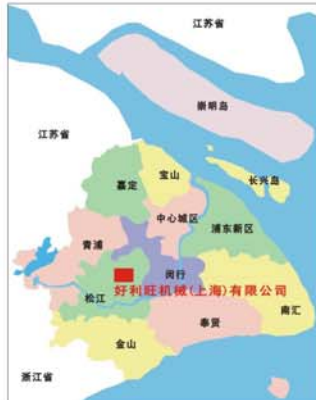 江苏省
崇明岛
江苏省
长兴岛
宝山
嘉定
中心城区
浦东新区
青浦
闵行
好利旺机械(上海)有限公司
松江
南汇
奉贤
金山
浙江省